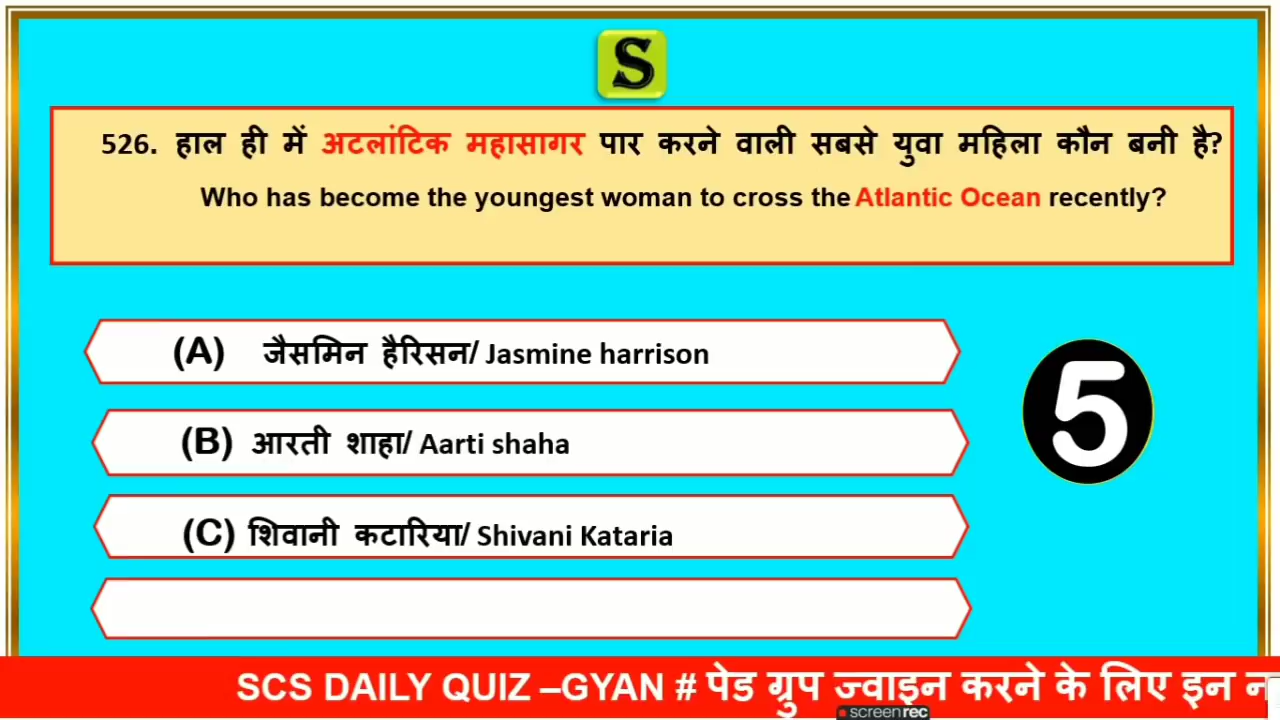 S
526. हाल ही में अटलांटिक महासागर पार करने वाली सबसे युवा महिला कौन बनी है?
Who has become the youngest woman to cross the Atlantic Ocean recently?
(A) जैसमिन हैरिसन/ Jasmine harrison
(B) आरती शाहा/ Aarti shaha
5
(C) शिवानी कटारिया/ Shivani Kataria
SCS DAILY QUIZ –GYAN # पेड ग्रुप ज्वाइन करने के लिए इन
screenrec